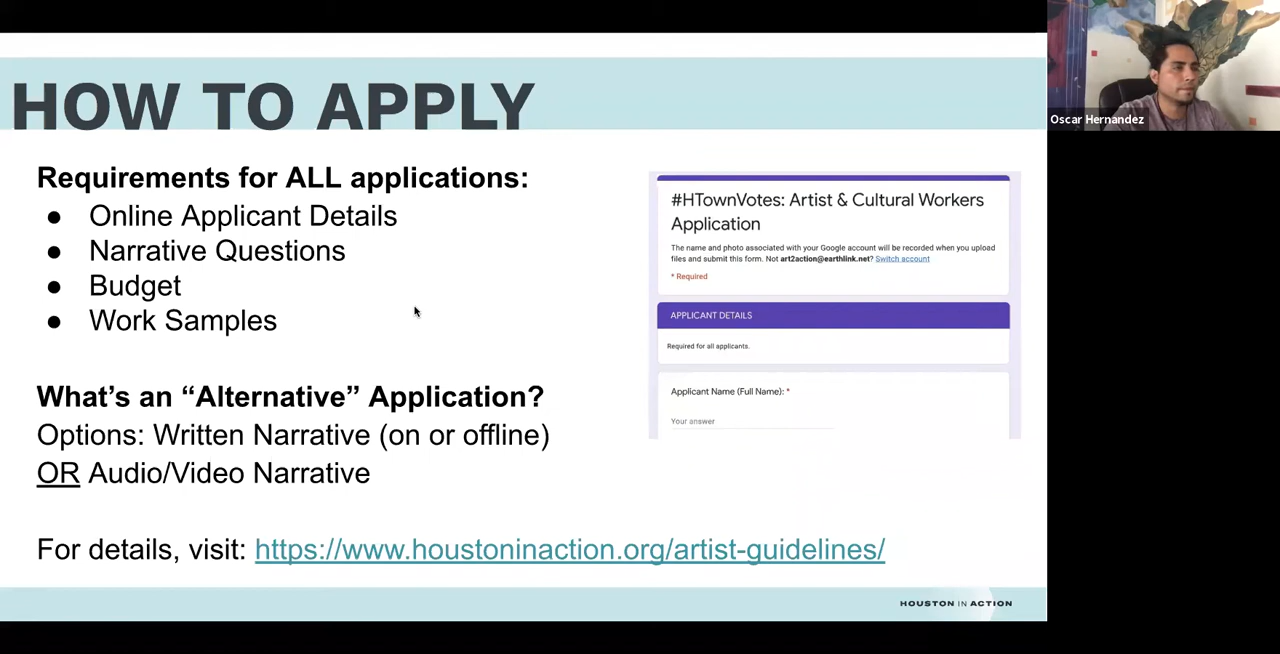 HOW TO APPLY
Requirements for ALL applications:
● Online Applicant Details
● Narrative Questions
● Budget
● Work Samples
What’s an “Alternative” Application?
Options: Written Narrative (on or offline)
OR Audio/Video Narrative
For details, visit: https://www.houstoninaction.org/artist-guidelines/
#HTownVotes: Artist & Cultural Workers
Application
The name and photo associated with your Google account will be recorded when you upload
files and submit this form. Not art2action@earthlink.net? Switch account
* Required
APPLICANT DETAILS
Required for all applicants.
Applicant Name (Full Name): *
Your answer
HOUSTON IN ACTION
Oscar Hernandez